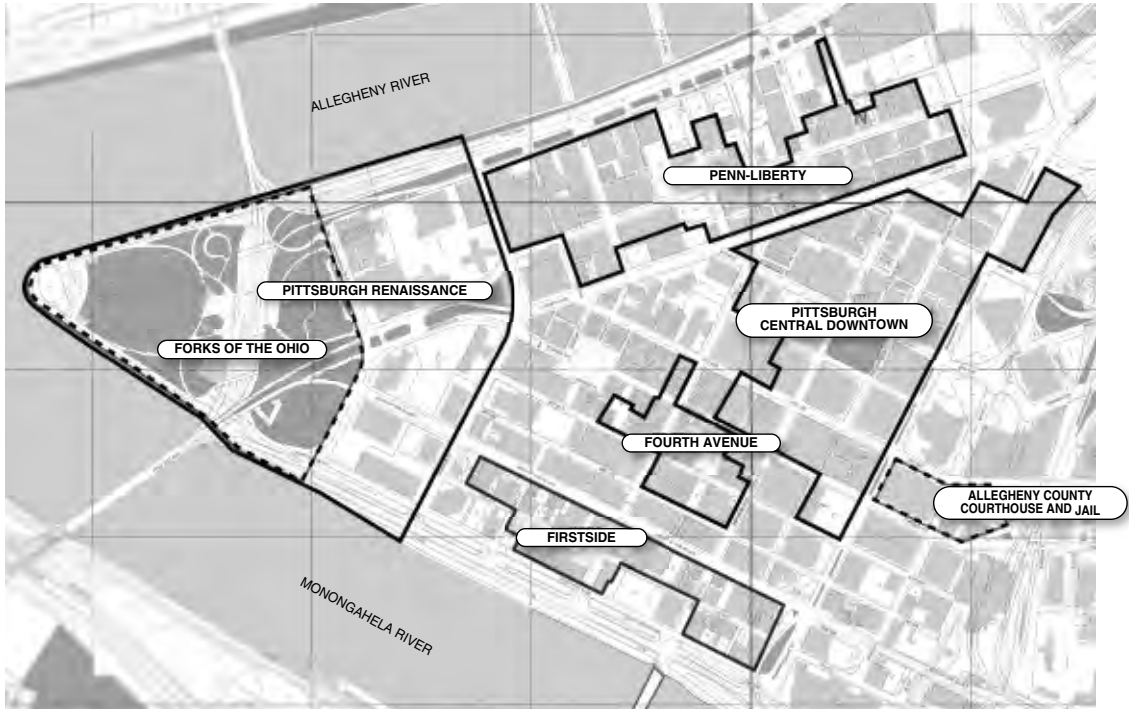 ALLEGHENY RIVER
PENN-LIBERTY
PITTSBURGH RENAISSANCE
PITTSBURGH
CENTRAL DOWNTOWN
FORKS OF THE OHIO
FOURTH AVENUE
ALLEGHENY COUNTY
COURTHOUSE AND JAIL
FIRSTSIDE
MONONGAHELA RIVER